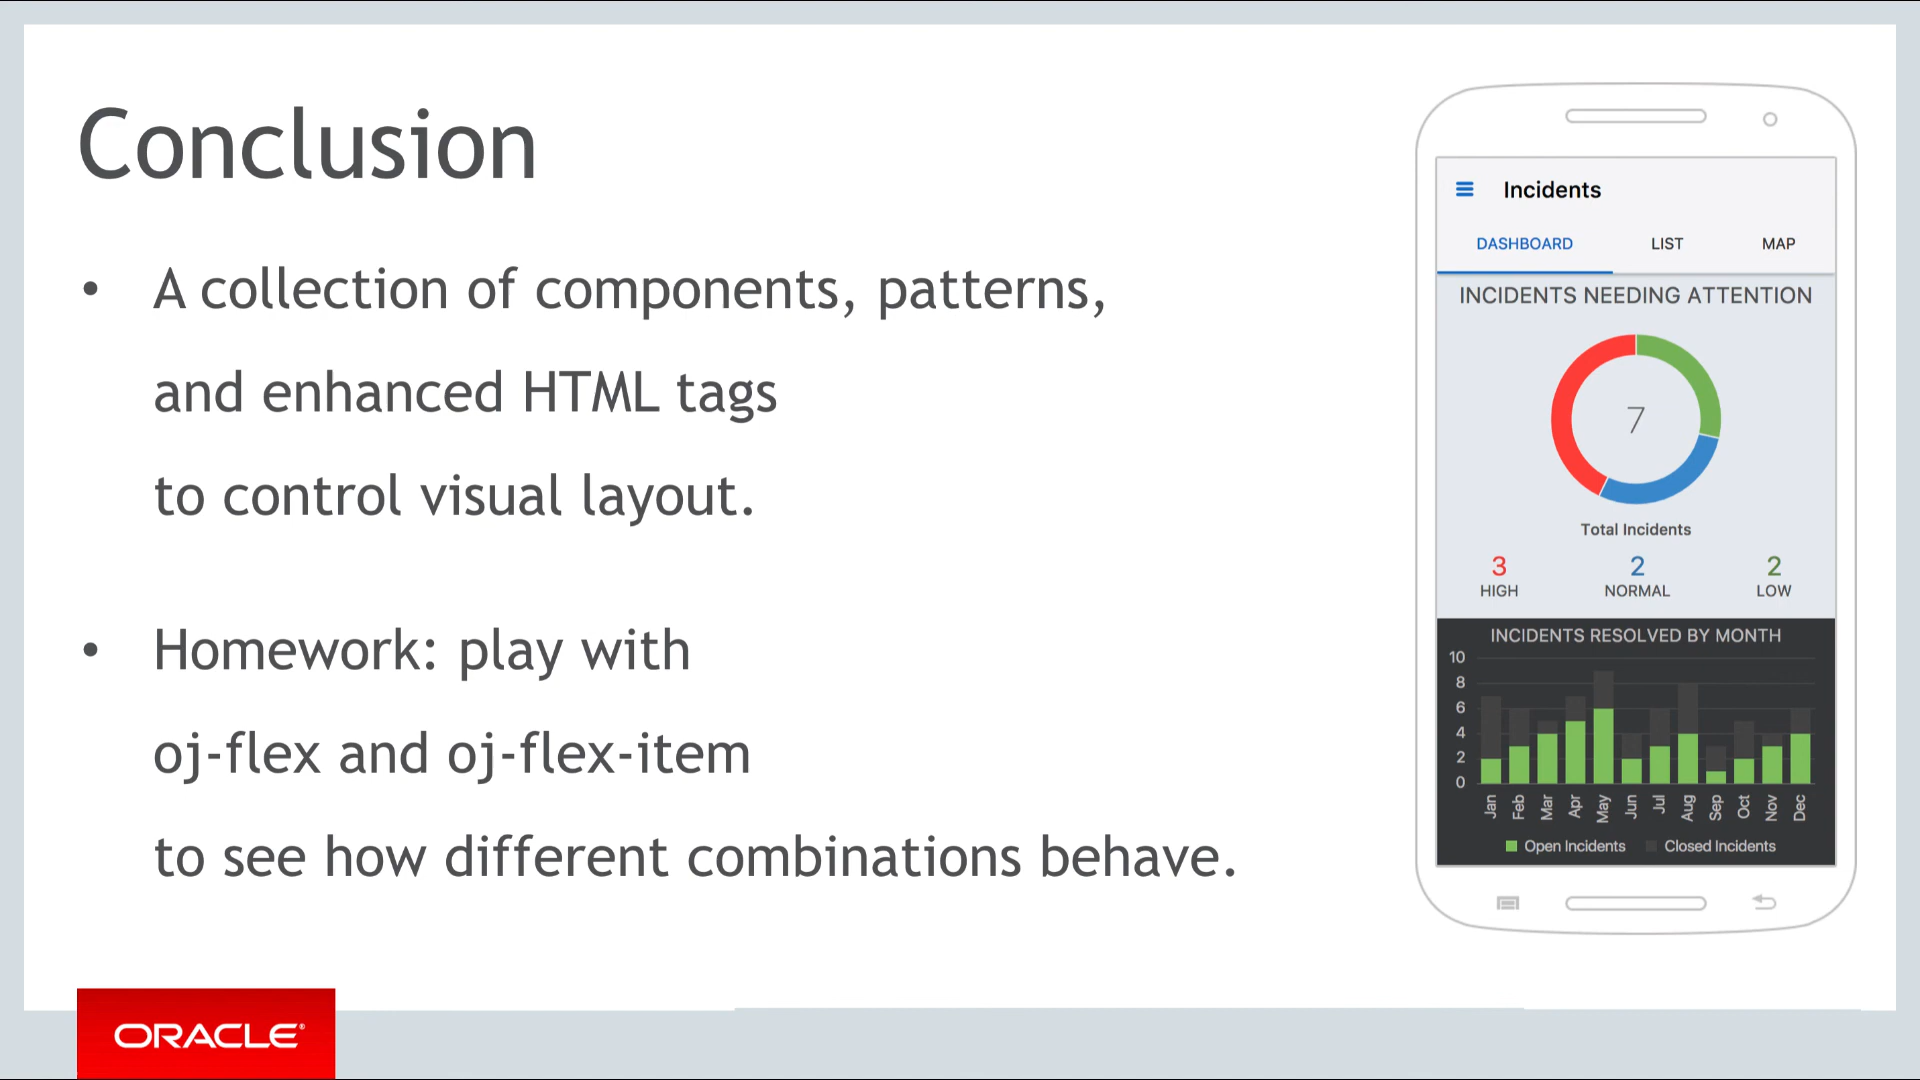 Conclusion
• A collection of components, patterns,
and enhanced HTML tags
to control visual layout.
• Homework: play with
oj-flex and oj-flex-item
to see how different combinations behave.
Incidents
DASHBOARD LIST MAP
INCIDENTS NEEDING ATTENTION
7
Total Incidents
3 2 2
HIGH NORMAL LOW
INCIDENTS RESOLVED BY MONTH
10
8
6
4
2
0
Jan Feb Mar Apr May Jun Jul Aug Sep Oct Nov Dec
Open Incidents Closed Incidents
ORACLE®